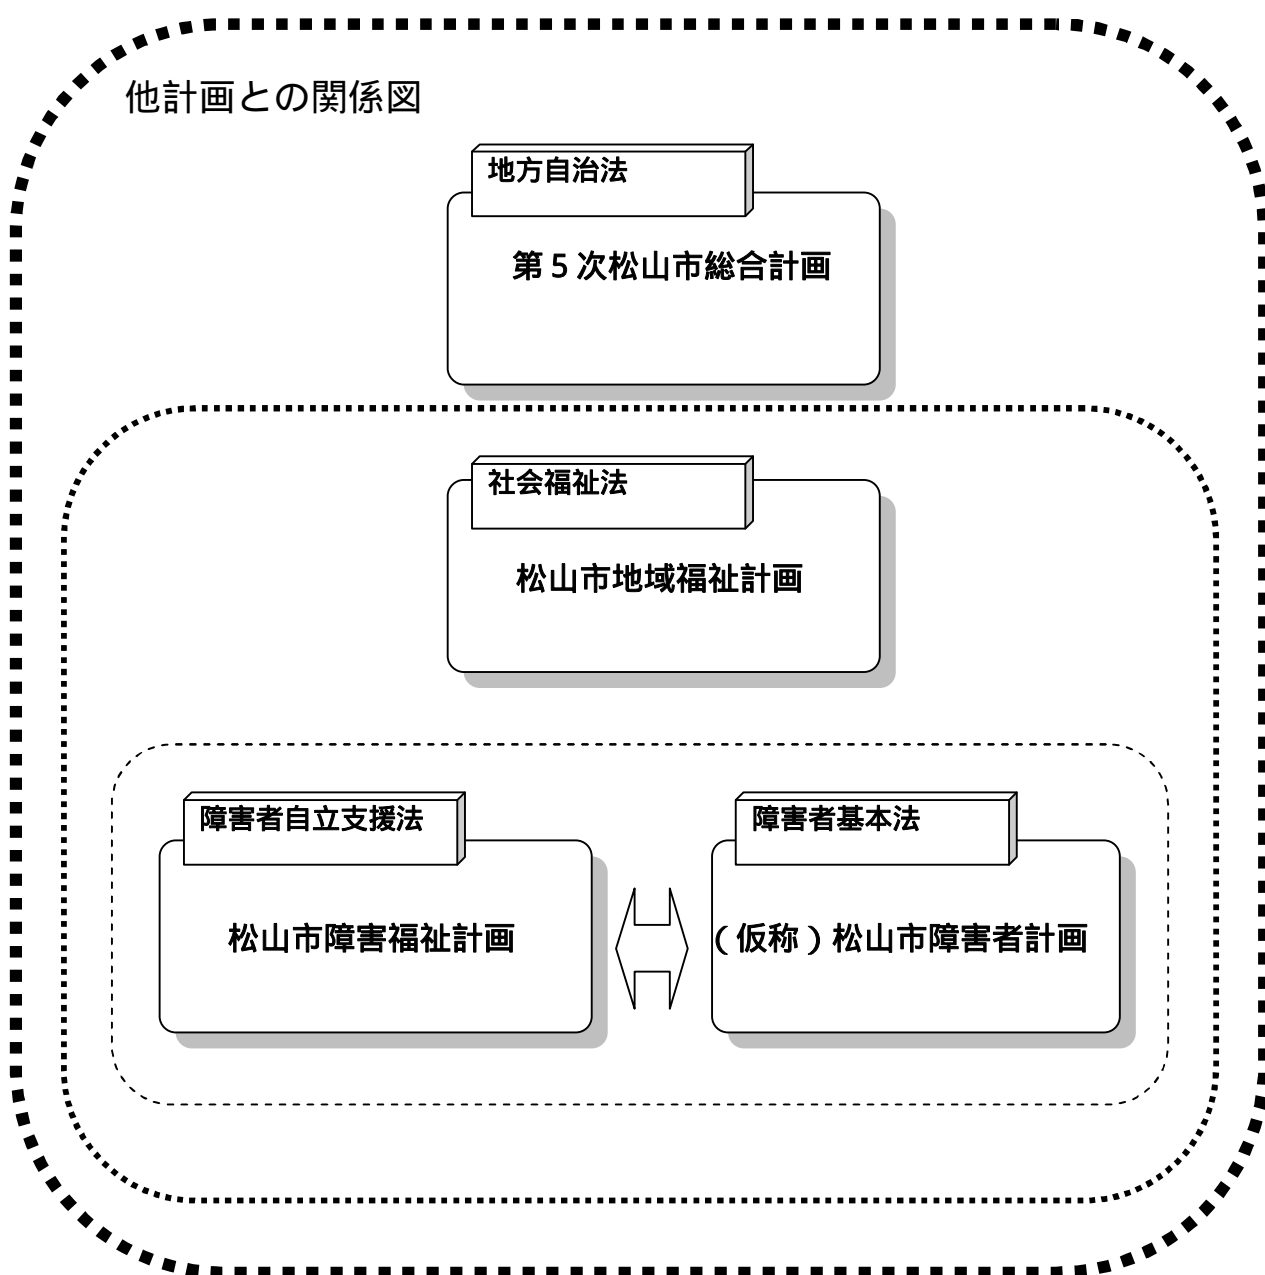 他計画との関係図
地方自治法
第5次松山市総合計画
社会福祉法
松山市地域福祉計画
障害者自立支援法
障害者基本法
松山市障害福祉計画
（仮称）松山市障害者計画